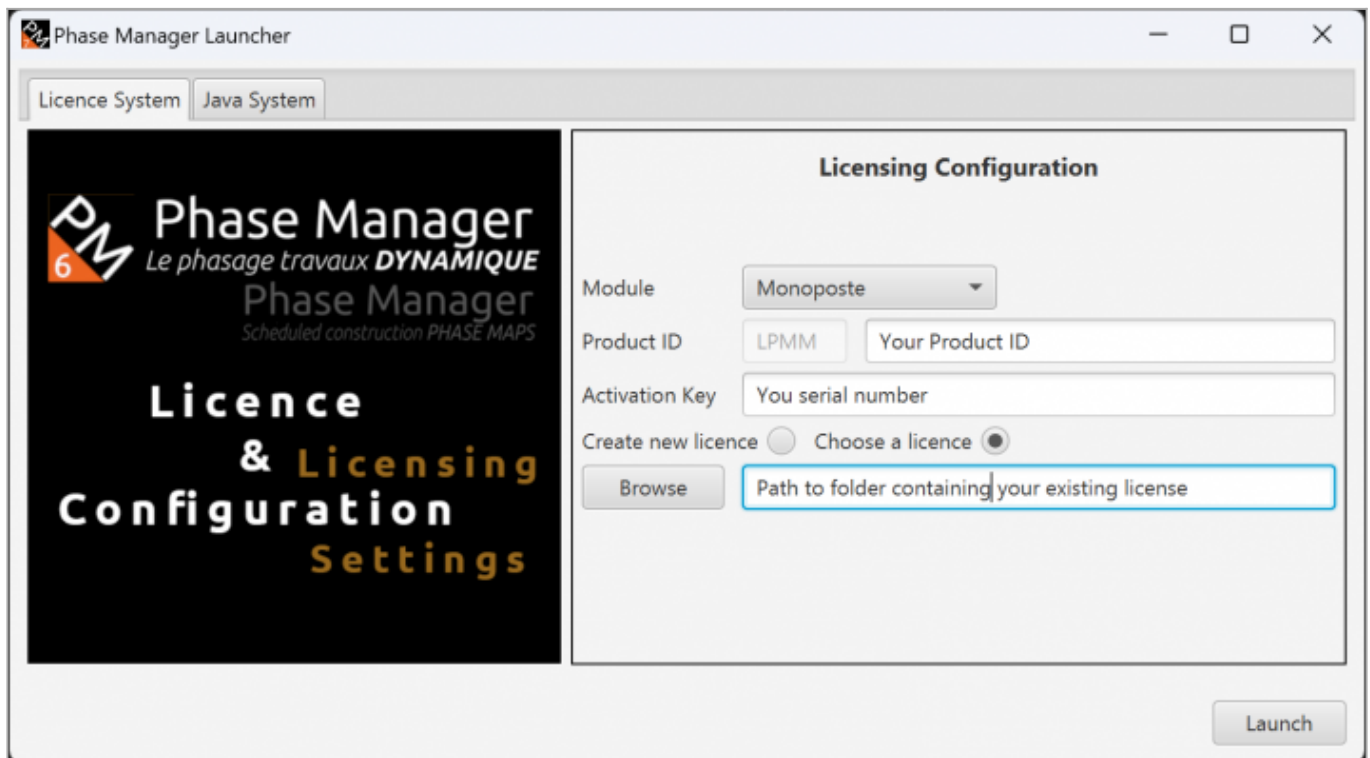 Phase Manager Launcher
Licence System Java System
PM
6
Phase Manager
Le phasage travaux DYNAMIQUE
Phase Manager
Scheduled construction PHASE MAPS
Licence
& Licensing
Configuration
Settings
Licensing Configuration
Module Monoposte
Product ID LPMM Your Product ID
Activation Key You serial number
Create new licence Choose a licence
Browse Path to folder containing your existing license
Launch